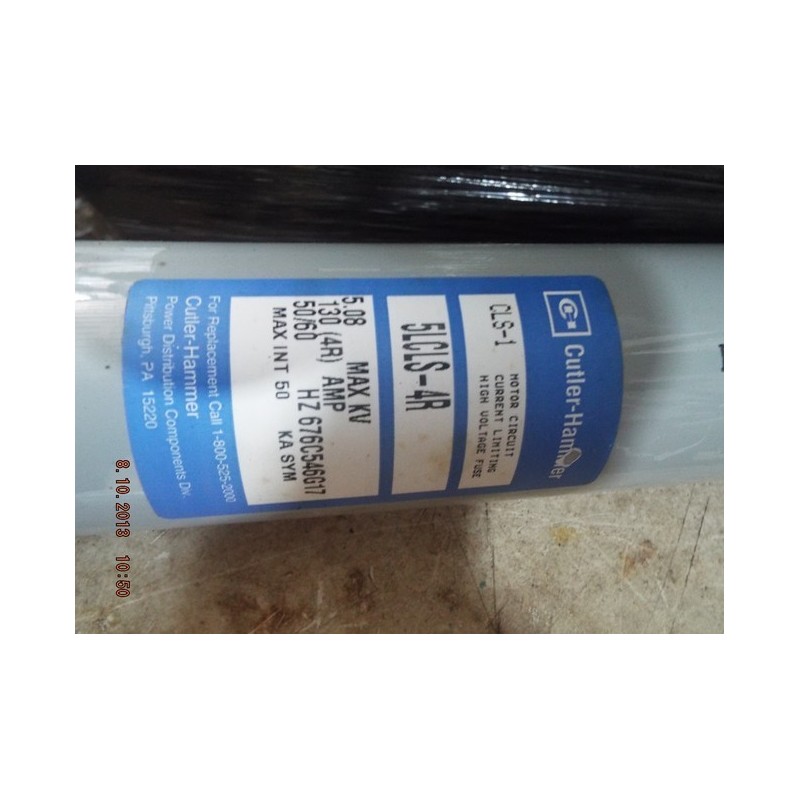 Cutler-Hammer
CLS-1
MOTOR CIRCUIT
CURRENT LIMITING
HIGH VOLTAGE FUSE
5LCLS-4R
5.08 MAX KV
130 (4R) AMP
50/60 HZ 676C546G17
MAX INT 50 KA SYM
For Replacement Call 1-800-525-2000
Cutler-Hammer
Power Distribution Components Div.
Pittsburgh, PA 15220
8.10.2013 10:50